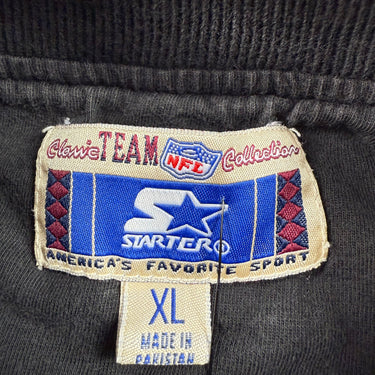 Classic TEAM NFL Collection
STARTER®
AMERICA'S FAVORITE SPORT
XL
MADE IN
PAKISTAN